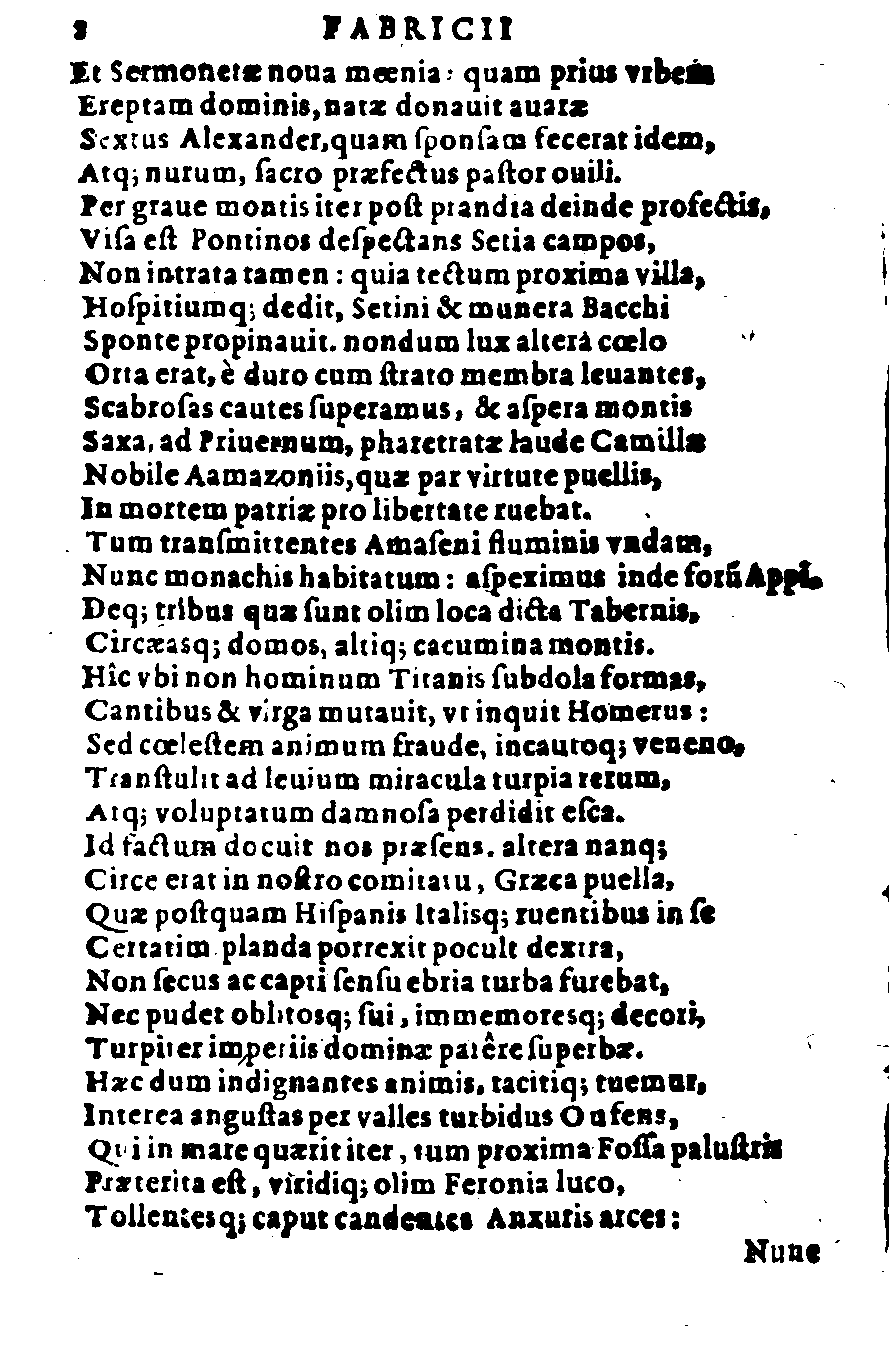 8 FABRICII
Et Sermonetæ noua mœnia: quam prius vrbem
Ereptam dominis, natæ donauit auaræ
Sextus Alexander, quam ſponſam fecerat idem,
Atq; nurum, ſacro præfectus paſtor ouili.
Per graue montis iter poſt prandia deinde profectis,
Viſa eſt Pontinos deſpectans Setia campos,
Non intrata tamen: quia tectum proxima villa,
Hoſpitiumq; dedit, Setini & munera Bacchi
Sponte propinauit. nondum lux altera cœlo
Orta erat, è duro cum ſtrato membra leuantes,
Scabroſas cautes ſuperamus, & aſpera montis
Saxa, ad Priuernum, pharetratæ laude Camillæ
Nobile Aamazoniis, quæ par virtute puellis,
In mortem patriæ pro libertate ruebat.
Tum tranſmittentes Amaſeni fluminis vndam,
Nunc monachis habitatum: aſpeximus inde forũ Appi.
Deq; tribus quæ ſunt olim loca dicta Tabernis,
Circæasq; domos, altiq; cacumina montis.
Hîc vbi non hominum Titanis ſubdola formas,
Cantibus & virga mutauit, vt inquit Homerus:
Sed cœleſtem animum fraude, incautoq; veneno,
Tranſtulit ad leuium miracula turpia rerum,
Atq; voluptatum damnoſa perdidit eſca.
Id factum docuit nos præſens. altera nanq;
Circe erat in noſtro comitatu, Græca puella,
Quæ poſtquam Hiſpanis Italisq; ruentibus in ſe
Certatim planda porrexit pocult dextra,
Non ſecus ac capti ſenſu ebria turba furebat,
Nec pudet oblitosq; ſui, immemoresq; decori,
Turpiter imperiis dominæ patêre ſuperbæ.
Hæc dum indignantes animis, tacitiq; tuemur,
Interea anguſtas per valles turbidus Oufens,
Qui in mare quærit iter, tum proxima Foſſa paluſtris
Præterita eſt, viridiq; olim Feronia luco,
Tollentesq; caput candentes Anxuris arces:
Nunc